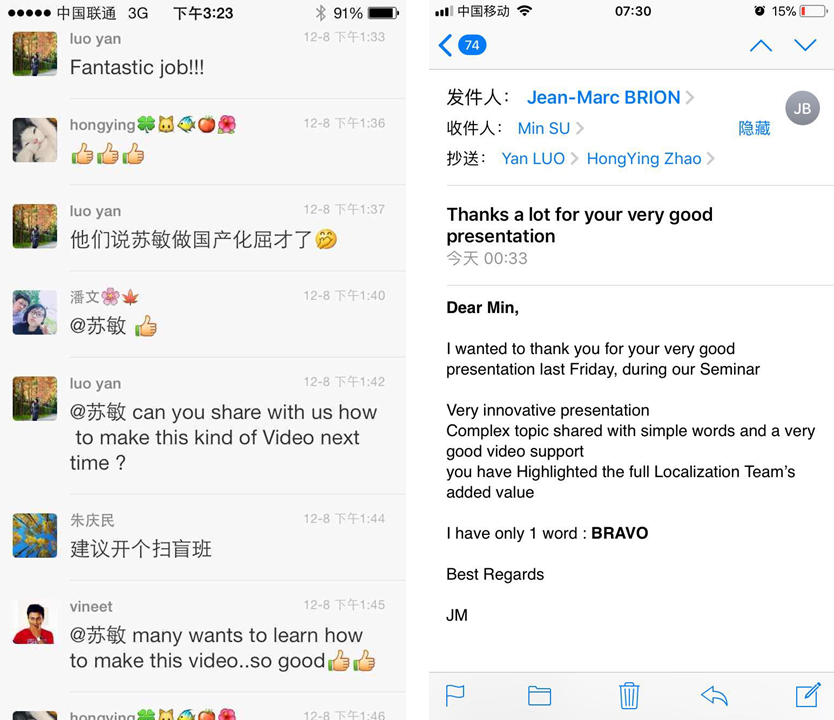 中国联通 3G 下午3:23 91%
luo yan 12-8 下午1:33
Fantastic job!!!
hongying🍀🐱🐠🍅🌺 12-8 下午1:36
👍👍👍
luo yan 12-8 下午1:37
他们说苏敏做国产化屈才了🤭
潘文🌸🍁 12-8 下午1:40
@苏敏 👍
luo yan 12-8 下午1:42
@苏敏 can you share with us how
to make this kind of Video next
time ?
朱庆民 12-8 下午1:44
建议开个扫盲班
vineet 12-8 下午1:45
@苏敏 many wants to learn how
to make this video..so good👍👍
hongying🍀🐱🐠🍅🌺 12-8 下午1:46
中国移动 07:30 15%
74
发件人： Jean-Marc BRION
JB
收件人： Min SU 隐藏
抄送： Yan LUO HongYing Zhao
Thanks a lot for your very good
presentation
今天 00:33
Dear Min,
I wanted to thank you for your very good
presentation last Friday, during our Seminar
Very innovative presentation
Complex topic shared with simple words and a very
good video support
you have Highlighted the full Localization Team’s
added value
I have only 1 word : BRAVO
Best Regards
JM